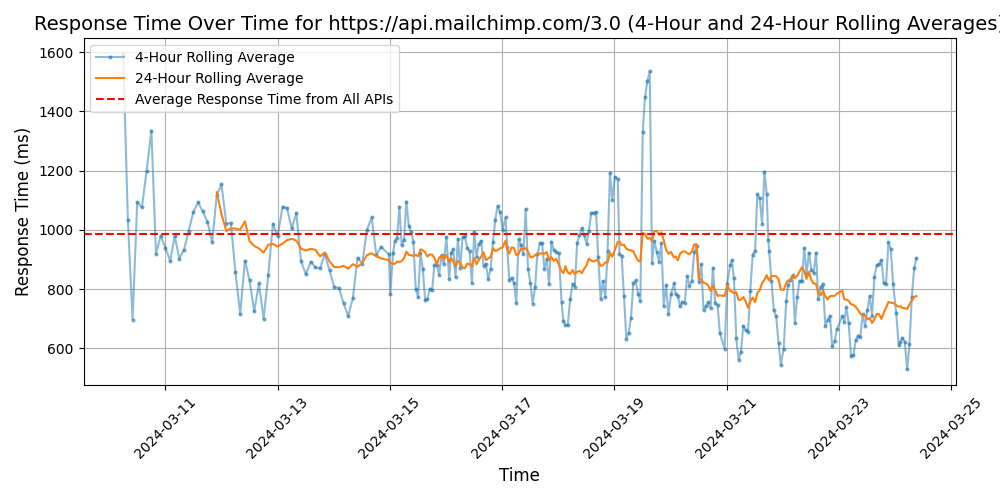 Response Time Over Time for https://api.mailchimp.com/3.0 (4-Hour and 24-Hour Rolling Averages)
4-Hour Rolling Average
24-Hour Rolling Average
Average Response Time from All APIs
Response Time (ms)
1600
1400
1200
1000
800
600
2024-03-11
2024-03-13
2024-03-15
2024-03-17
2024-03-19
2024-03-21
2024-03-23
2024-03-25
Time